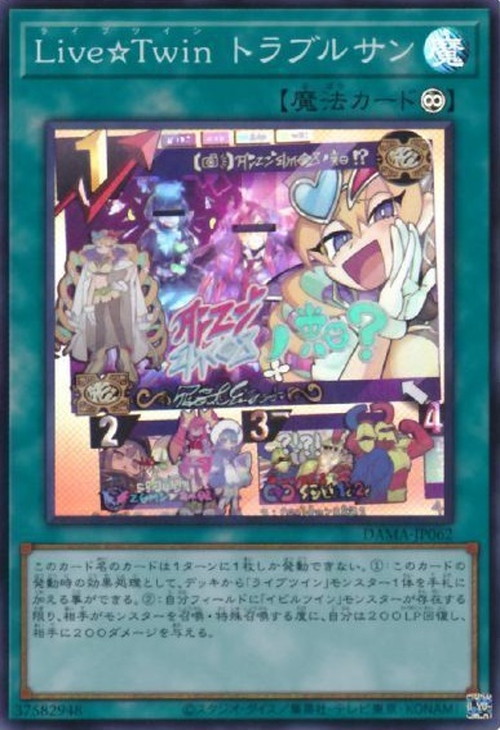 ライブツイン
Live☆Twin トラブルサン
魔
【魔法カード】
1
!?
?
2
3
4
DAMA-JP062
このカード名のカードは1ターンに1枚しか発動できない。①：このカードの
発動時の効果処理として、デッキから「ライブツイン」モンスター1体を手札に
加える事ができる。②：自分フィールドに「イビルツイン」モンスターが存在する
限り、相手がモンスターを召喚・特殊召喚する度に、自分は200LP回復し、
相手に200ダメージを与える。
37582948
©スタジオ・ダイス／集英社・テレビ東京・KONAMI